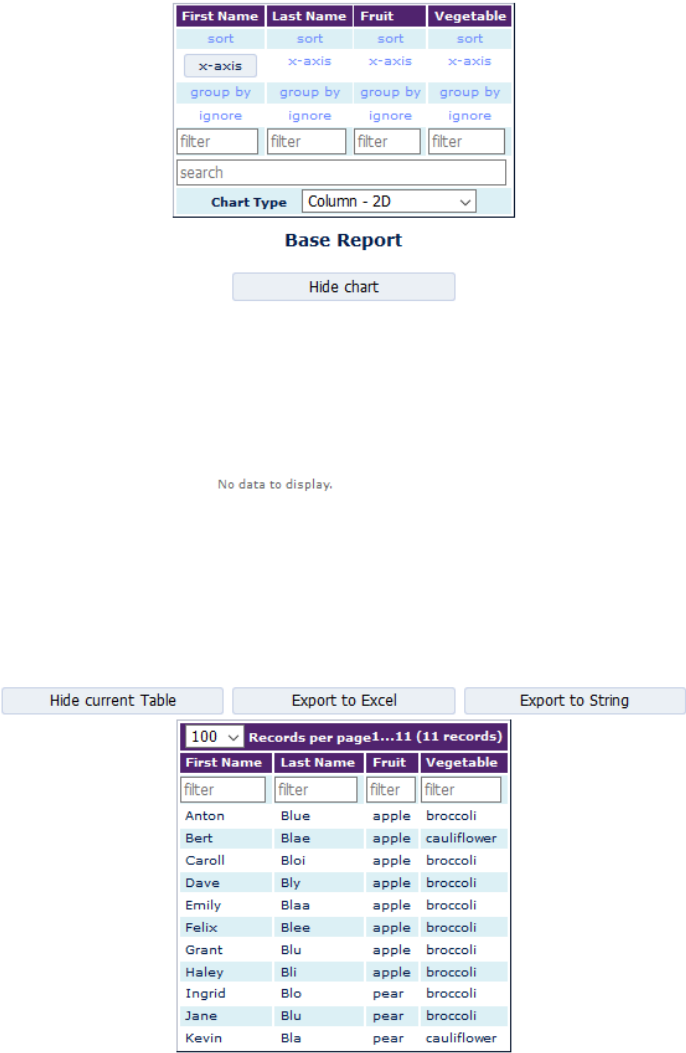 First Name Last Name Fruit Vegetable
sort sort sort sort
x-axis x-axis x-axis x-axis
group by group by group by group by
ignore ignore ignore ignore
filter filter filter filter
search
Chart Type Column - 2D
Base Report
Hide chart
No data to display.
Hide current Table Export to Excel Export to String
100 Records per page1...11 (11 records)
First Name Last Name Fruit Vegetable
filter filter filter filter
Anton Blue apple broccoli
Bert Blae apple cauliflower
Caroll Bloi apple broccoli
Dave Bly apple broccoli
Emily Blaa apple broccoli
Felix Blee apple broccoli
Grant Blu apple broccoli
Haley Bli apple broccoli
Ingrid Blo pear broccoli
Jane Blu pear broccoli
Kevin Bla pear cauliflower